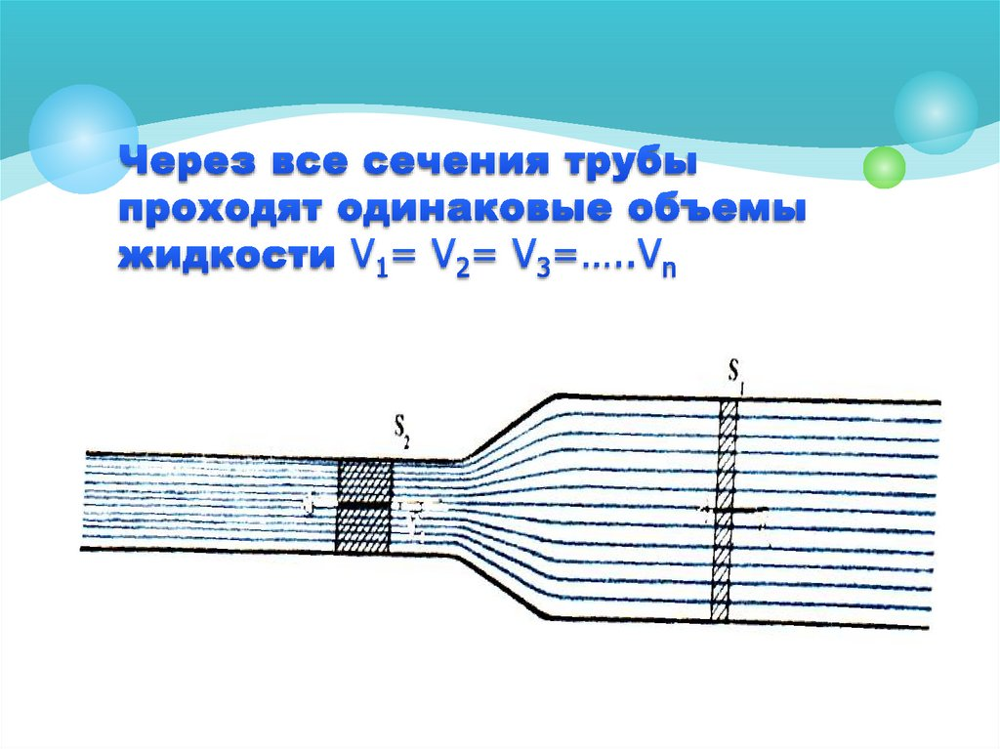 Через все сечения трубы
проходят одинаковые объемы
жидкости V₁= V₂= V₃=.....Vₙ
S₁
S₂